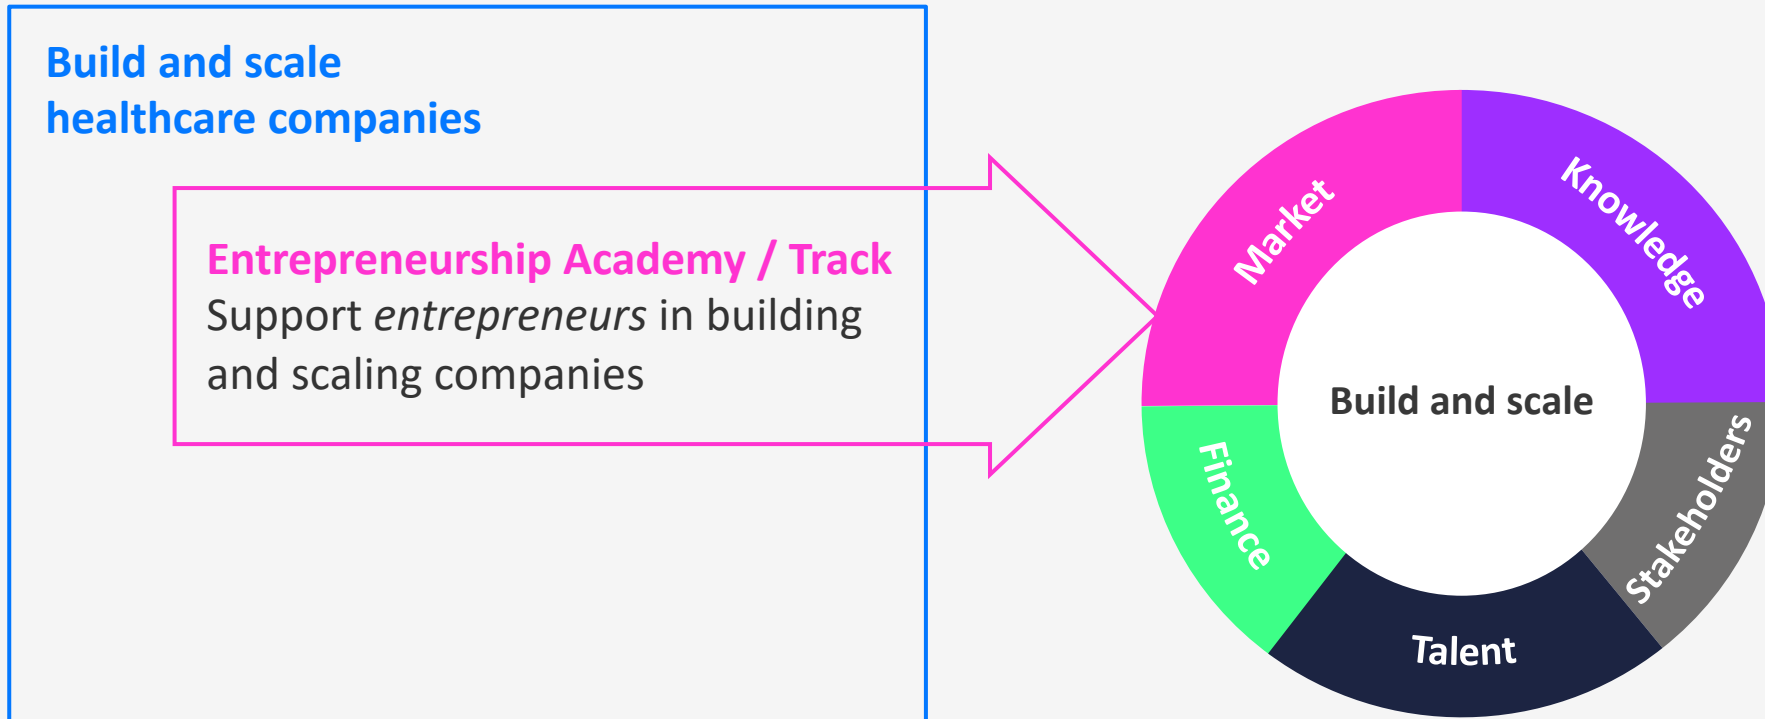 Build and scale
healthcare companies
Entrepreneurship Academy / Track
Support entrepreneurs in building
and scaling companies
Market
Knowledge
Build and scale
Finance
Stakeholders
Talent